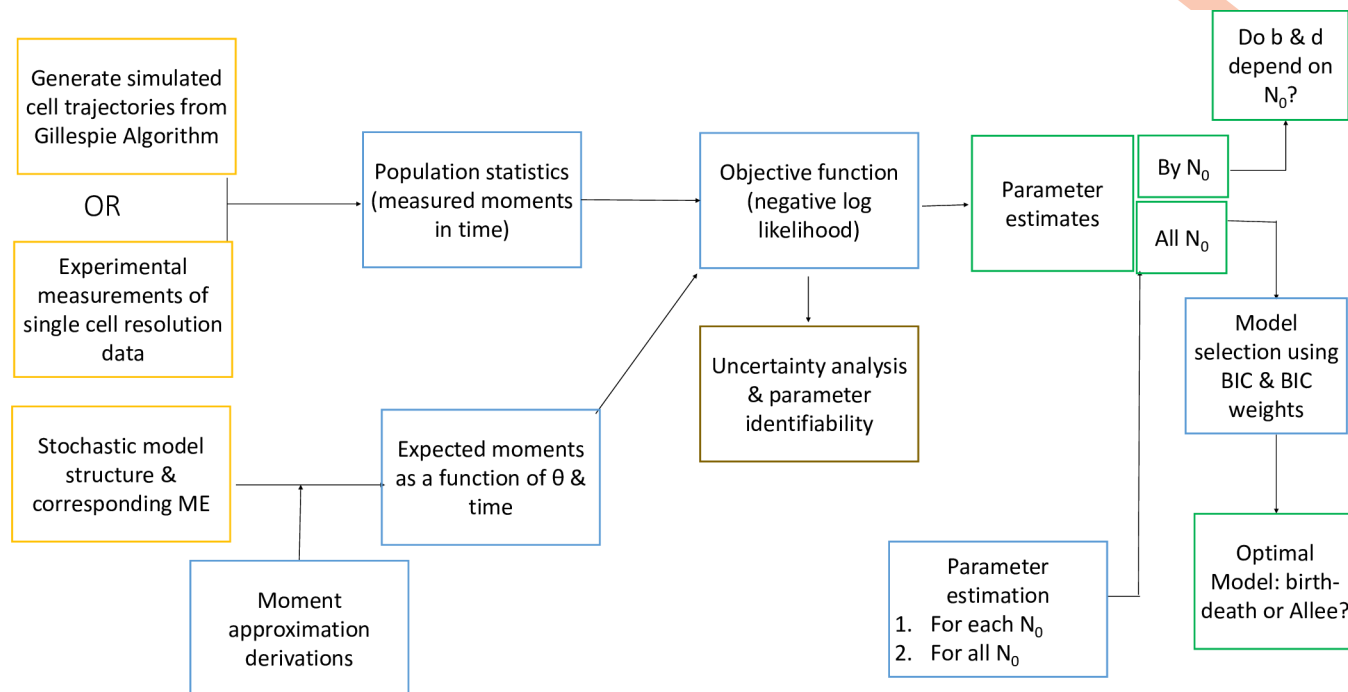 Generate simulated
cell trajectories from
Gillespie Algorithm
OR
Experimental
measurements of
single cell resolution
data
Stochastic model
structure &
corresponding ME
Moment
approximation
derivations
Population statistics
(measured moments
in time)
Expected moments
as a function of θ &
time
Objective function
(negative log
likelihood)
Uncertainty analysis
& parameter
identifiability
Parameter
estimation
1. For each N₀
2. For all N₀
Parameter
estimates
By N₀
All N₀
Do b & d
depend on
N₀?
Model
selection using
BIC & BIC
weights
Optimal
Model: birth-
death or Allee?